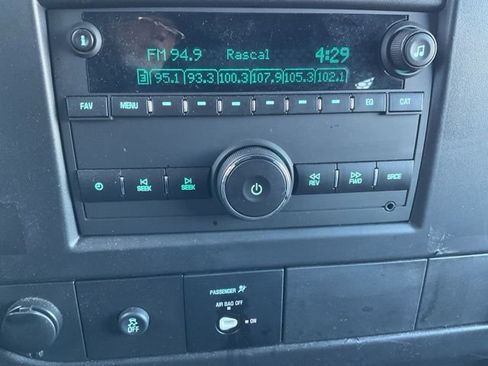 FM 94.9 Rascal 4:29
3 95.1 93.3 100.3 107.9 105.3 102.1
FAV MENU EQ CAT
SEEK SEEK REV FWD SRCE
PASSENGER
AIR BAG OFF
ON
OFF